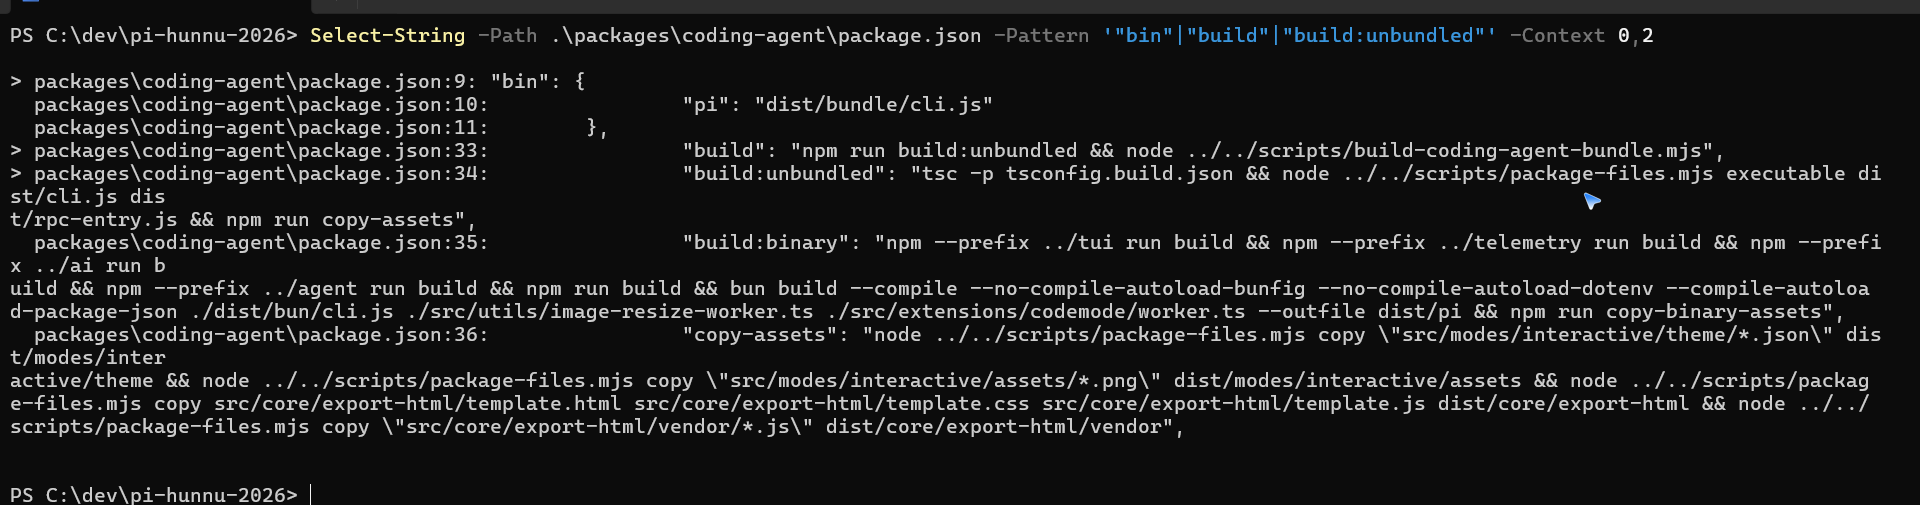 PS C:\dev\pi-hunnu-2026> Select-String -Path .\packages\coding-agent\package.json -Pattern '"bin"|"build"|"build:unbundled"' -Context 0,2
> packages\coding-agent\package.json:9: "bin": {
  packages\coding-agent\package.json:10:                "pi": "dist/bundle/cli.js"
  packages\coding-agent\package.json:11:        },
> packages\coding-agent\package.json:33:                "build": "npm run build:unbundled && node ../../scripts/build-coding-agent-bundle.mjs",
> packages\coding-agent\package.json:34:                "build:unbundled": "tsc -p tsconfig.build.json && node ../../scripts/package-files.mjs executable di
st/cli.js dis
t/rpc-entry.js && npm run copy-assets",
  packages\coding-agent\package.json:35:                "build:binary": "npm --prefix ../tui run build && npm --prefix ../telemetry run build && npm --prefi
x ../ai run b
uild && npm --prefix ../agent run build && npm run build && bun build --compile --no-compile-autoload-bunfig --no-compile-autoload-dotenv --compile-autoloa
d-package-json ./dist/bun/cli.js ./src/utils/image-resize-worker.ts ./src/extensions/codemode/worker.ts --outfile dist/pi && npm run copy-binary-assets",
  packages\coding-agent\package.json:36:                "copy-assets": "node ../../scripts/package-files.mjs copy \"src/modes/interactive/theme/*.json\" dis
t/modes/inter
active/theme && node ../../scripts/package-files.mjs copy \"src/modes/interactive/assets/*.png\" dist/modes/interactive/assets && node ../../scripts/packag
e-files.mjs copy src/core/export-html/template.html src/core/export-html/template.css src/core/export-html/template.js dist/core/export-html && node ../../
scripts/package-files.mjs copy \"src/core/export-html/vendor/*.js\" dist/core/export-html/vendor",
PS C:\dev\pi-hunnu-2026>